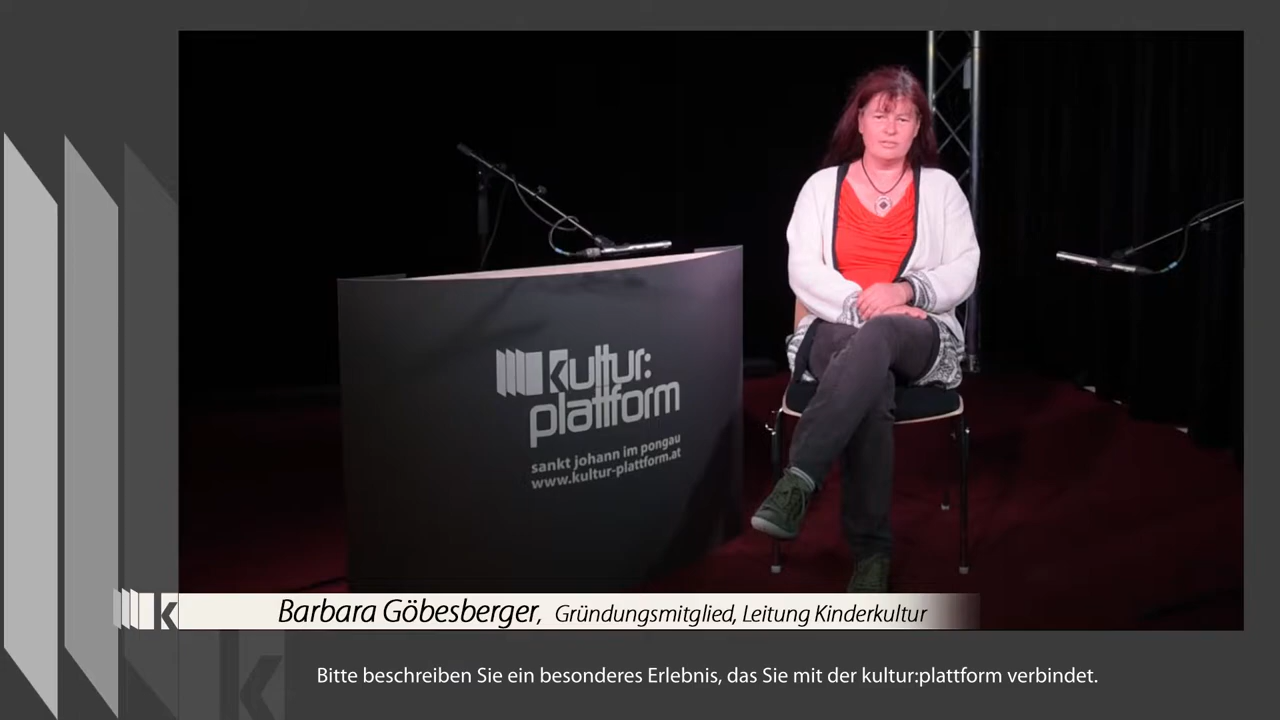 kultur:
plattform
sankt johann im pongau
www.kultur-plattform.at
Barbara Göbesberger, Gründungsmitglied, Leitung Kinderkultur
Bitte beschreiben Sie ein besonderes Erlebnis, das Sie mit der kultur:plattform verbindet.